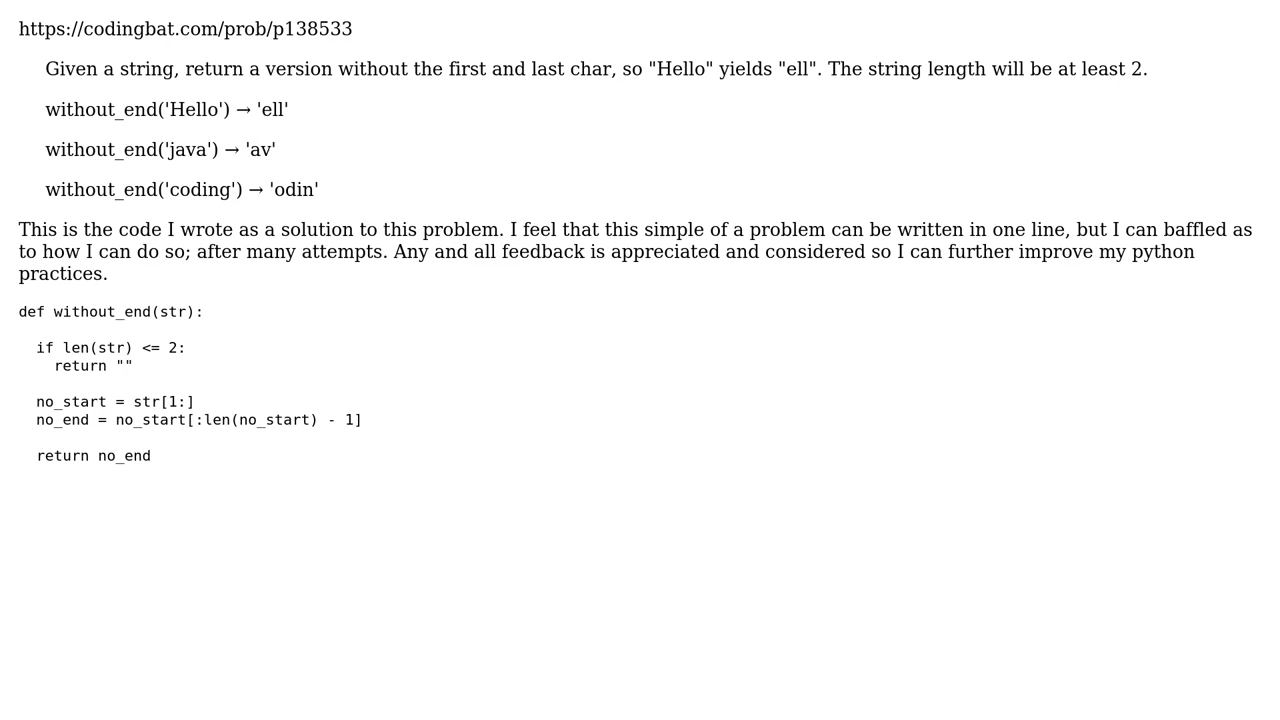 https://codingbat.com/prob/p138533
Given a string, return a version without the first and last char, so "Hello" yields "ell". The string length will be at least 2.
without_end('Hello') → 'ell'
without_end('java') → 'av'
without_end('coding') → 'odin'
This is the code I wrote as a solution to this problem. I feel that this simple of a problem can be written in one line, but I can baffled as
to how I can do so; after many attempts. Any and all feedback is appreciated and considered so I can further improve my python
practices.
def without_end(str):
  if len(str) <= 2:
    return ""
  no_start = str[1:]
  no_end = no_start[:len(no_start) - 1]
  return no_end